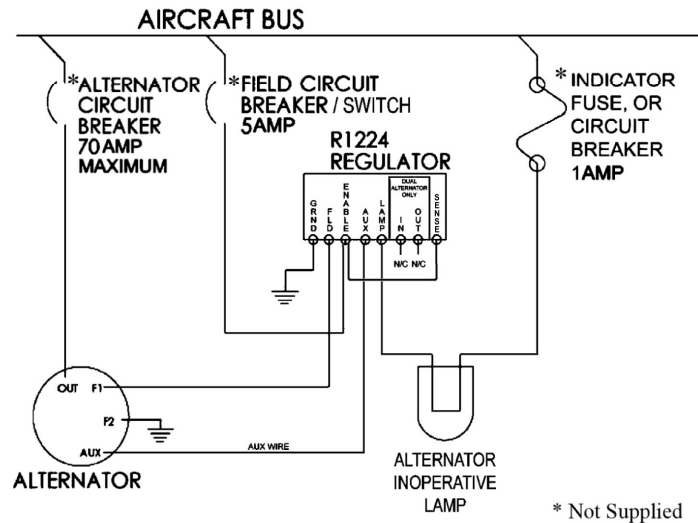 AIRCRAFT BUS
*ALTERNATOR
CIRCUIT
BREAKER
70AMP
MAXIMUM
*FIELD CIRCUIT
BREAKER / SWITCH
5AMP
* INDICATOR
FUSE, OR
CIRCUIT
BREAKER
1AMP
R1224
REGULATOR
DUAL
ALTERNATOR
ONLY
GRND
FLD
ENABLE
AUX
LAMP
IN
OUT
SENSE
N/C N/C
OUT F1
F2
AUX
AUX WIRE
ALTERNATOR
ALTERNATOR
INOPERATIVE
LAMP
* Not Supplied